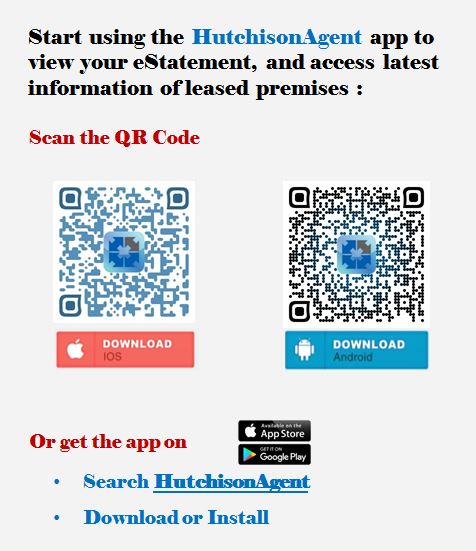 Start using the HutchisonAgent app to
view your eStatement, and access latest
information of leased premises :
Scan the QR Code
DOWNLOAD
IOS
DOWNLOAD
Android
Or get the app on
Available on the
App Store
GET IT ON
Google Play
• Search HutchisonAgent
• Download or Install